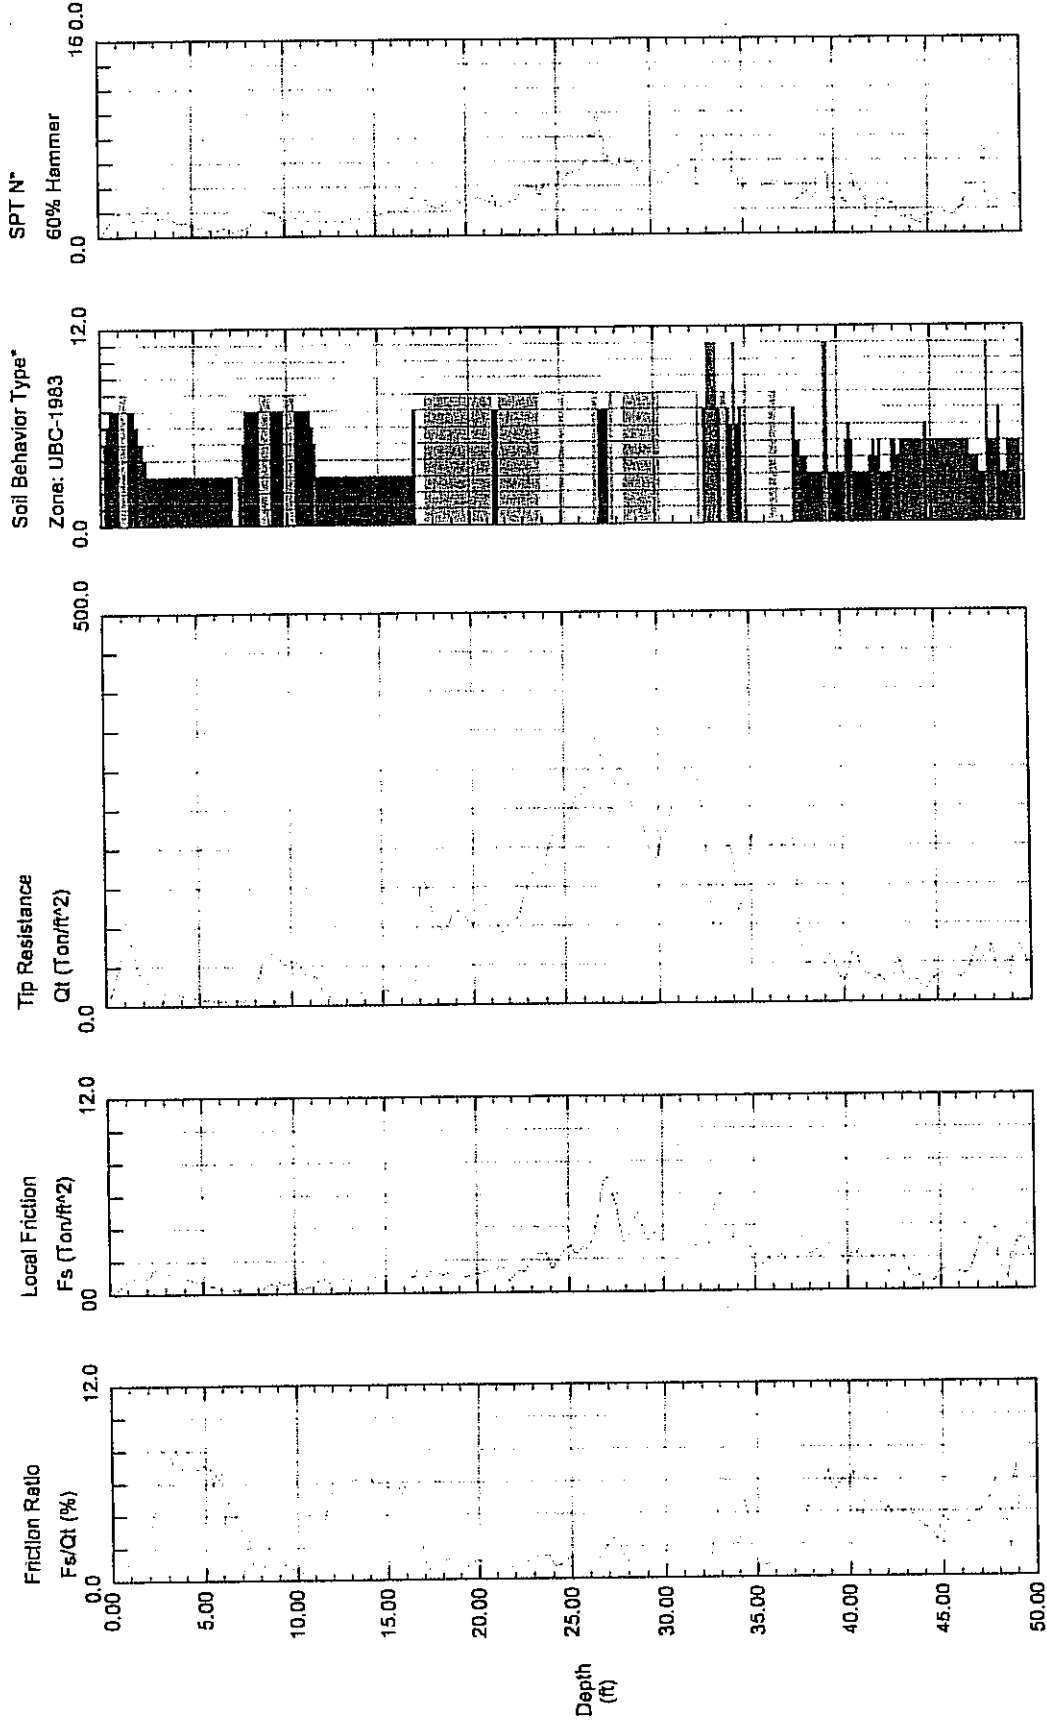 Friction Ratio
Fs/Qt (%)
0.0
12.0
Local Friction
Fs (Ton/ft^2)
00
12.0
Tip Resistance
Qt (Ton/ft^2)
0.0
500.0
Soil Behavior Type*
Zone: UBC-1983
0.0
12.0
SPT N*
60% Hammer
0.0
16 0.0
0.00
5.00
10.00
15.00
20.00
25.00
30.00
35.00
40.00
45.00
50.00
Depth
(ft)